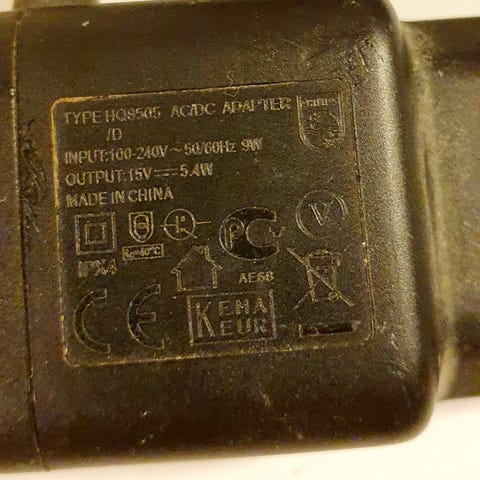 TYPE HQ8505 AC/DC ADAPTER
/D
INPUT:100-240V~50/60Hz 9W
OUTPUT:15V⎓5.4W
MADE IN CHINA
IPX4
AE68
CE
KEMA
KEUR
V